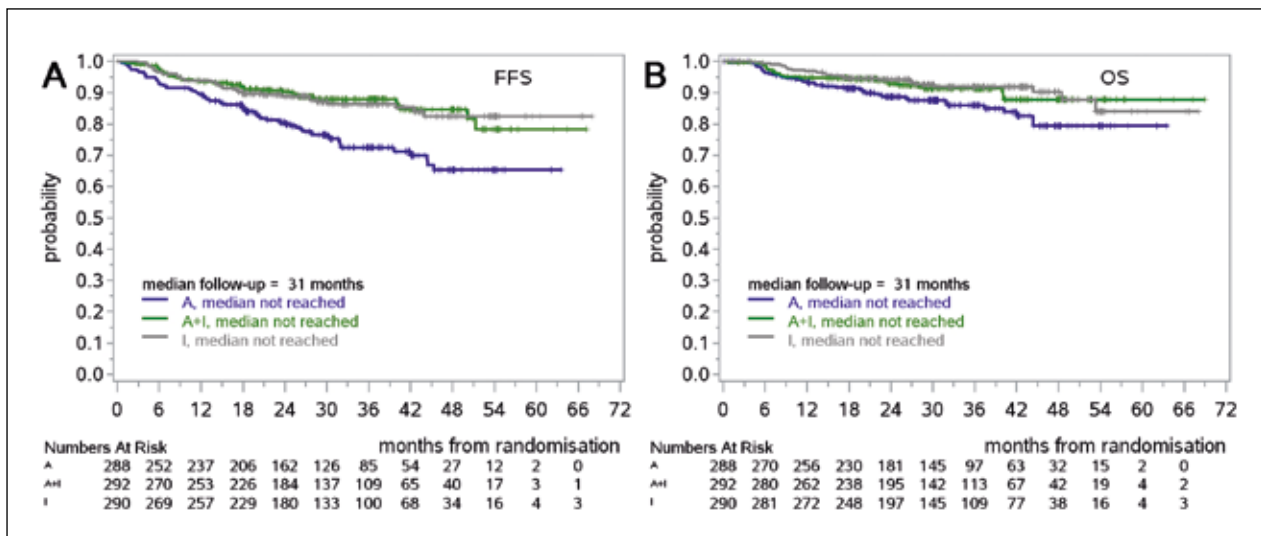 A
FFS
1.0
0.9
0.8
0.7
0.6
0.5
0.4
0.3
0.2
0.1
0.0
probability
median follow-up = 31 months
A, median not reached
A+I, median not reached
I, median not reached
0 6 12 18 24 30 36 42 48 54 60 66 72
Numbers At Risk months from randomisation
A 288 252 237 206 162 126 85 54 27 12 2 0
A+I 292 270 253 226 184 137 109 65 40 17 3 1
I 290 269 257 229 180 133 100 68 34 16 4 3
B
OS
1.0
0.9
0.8
0.7
0.6
0.5
0.4
0.3
0.2
0.1
0.0
probability
median follow-up = 31 months
A, median not reached
A+I, median not reached
I, median not reached
0 6 12 18 24 30 36 42 48 54 60 66 72
Numbers At Risk months from randomisation
A 288 270 256 230 181 145 97 63 32 15 2 0
A+I 292 280 262 238 195 142 113 67 42 19 4 2
I 290 281 272 248 197 145 109 77 38 16 4 3